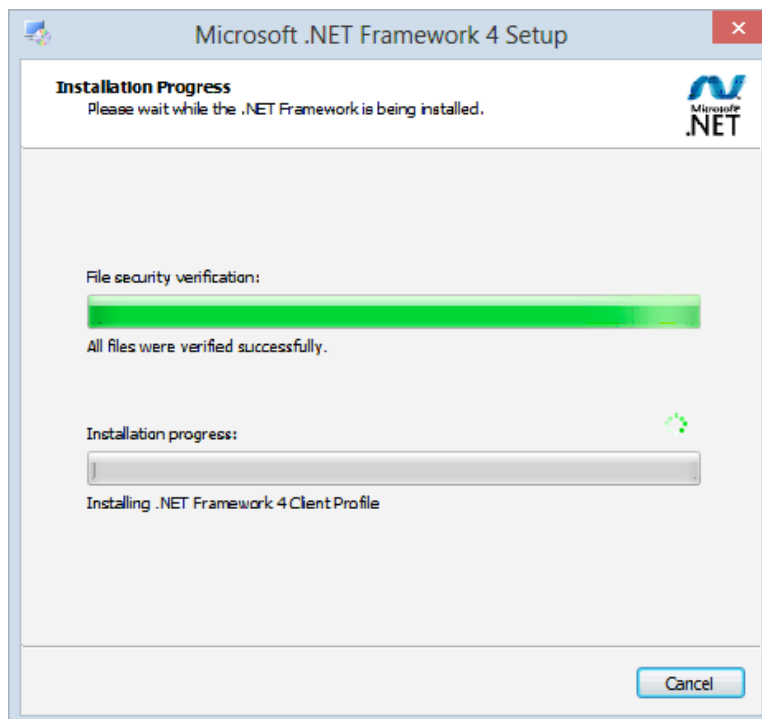 Microsoft .NET Framework 4 Setup
Installation Progress
Please wait while the .NET Framework is being installed.
Microsoft
.NET
File security verification:
All files were verified successfully.
Installation progress:
Installing .NET Framework 4 Client Profile
Cancel